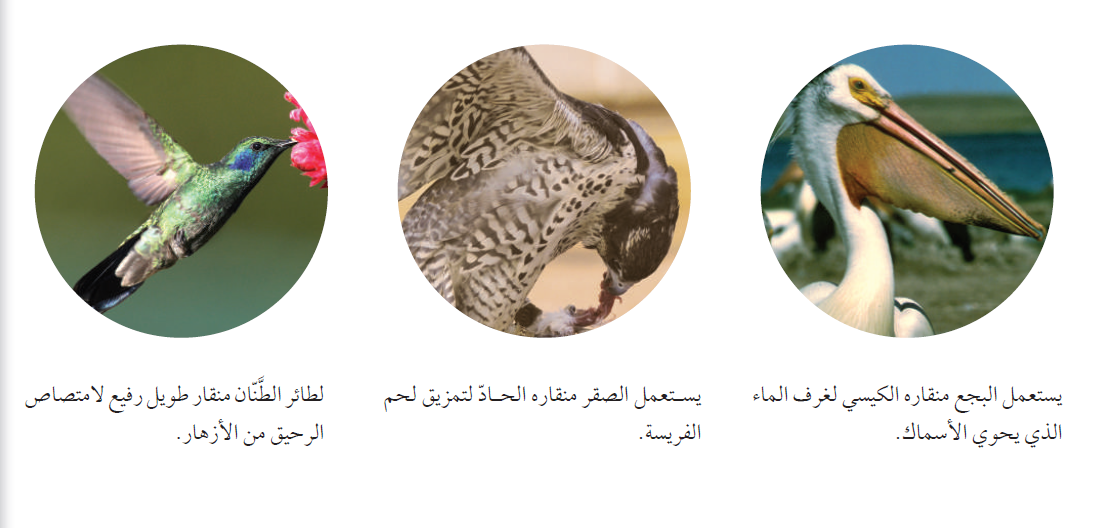 يستعمل البجع منقاره الكيسي لغرف الماء
الذي يحوي الأسماك.
يستعمل الصقر منقاره الحادّ لتمزيق لحم
الفريسة.
لطائر الطَّنّان منقار طويل رفيع لامتصاص
الرحيق من الأزهار.